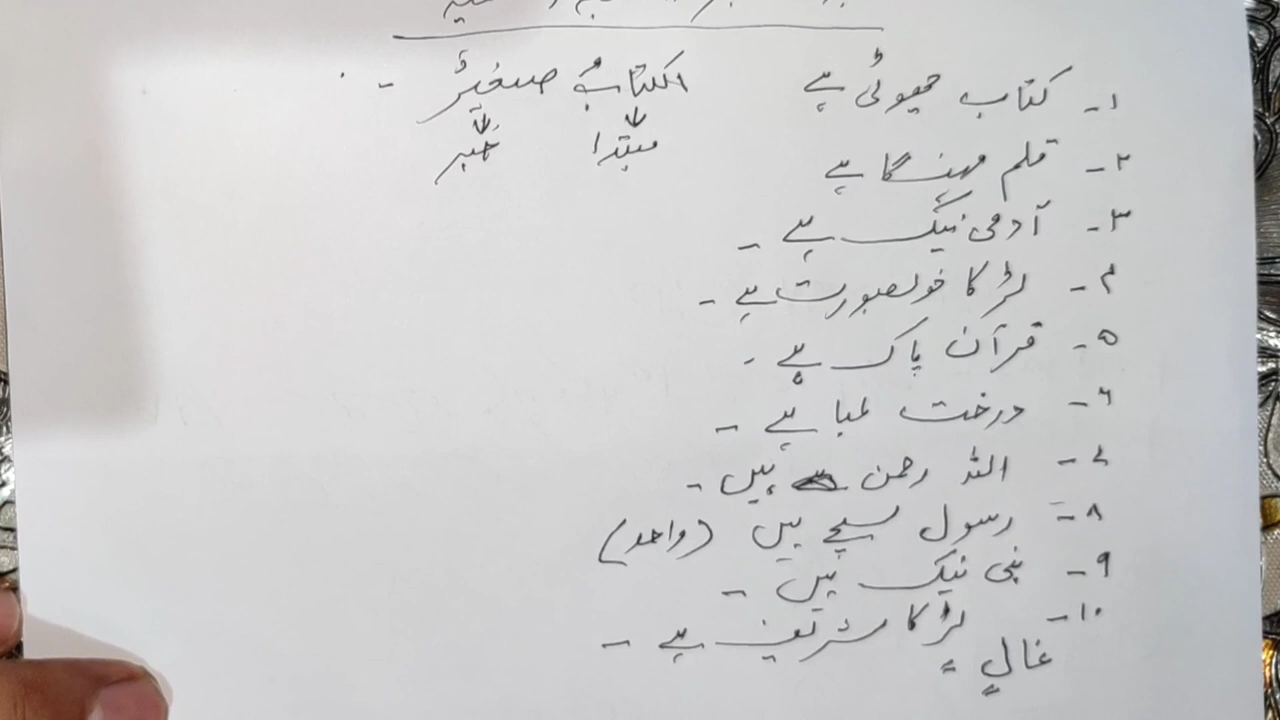 ۱- کتاب چھوٹی ہے الکتابُ صغیرٌ -
مبتدا خبر
۲- قلم مہنگا ہے
۳- آدمی نیک ہے -
۴- لڑکا خوبصورت ہے -
۵- قرآن پاک ہے -
۶- درخت لمبا ہے -
۷- اللہ رحمن ہیں -
۸- رسول سچے ہیں (واحد)
۹- نبی نیک ہیں -
۱۰- لڑکا شریف ہے -
غالٍ